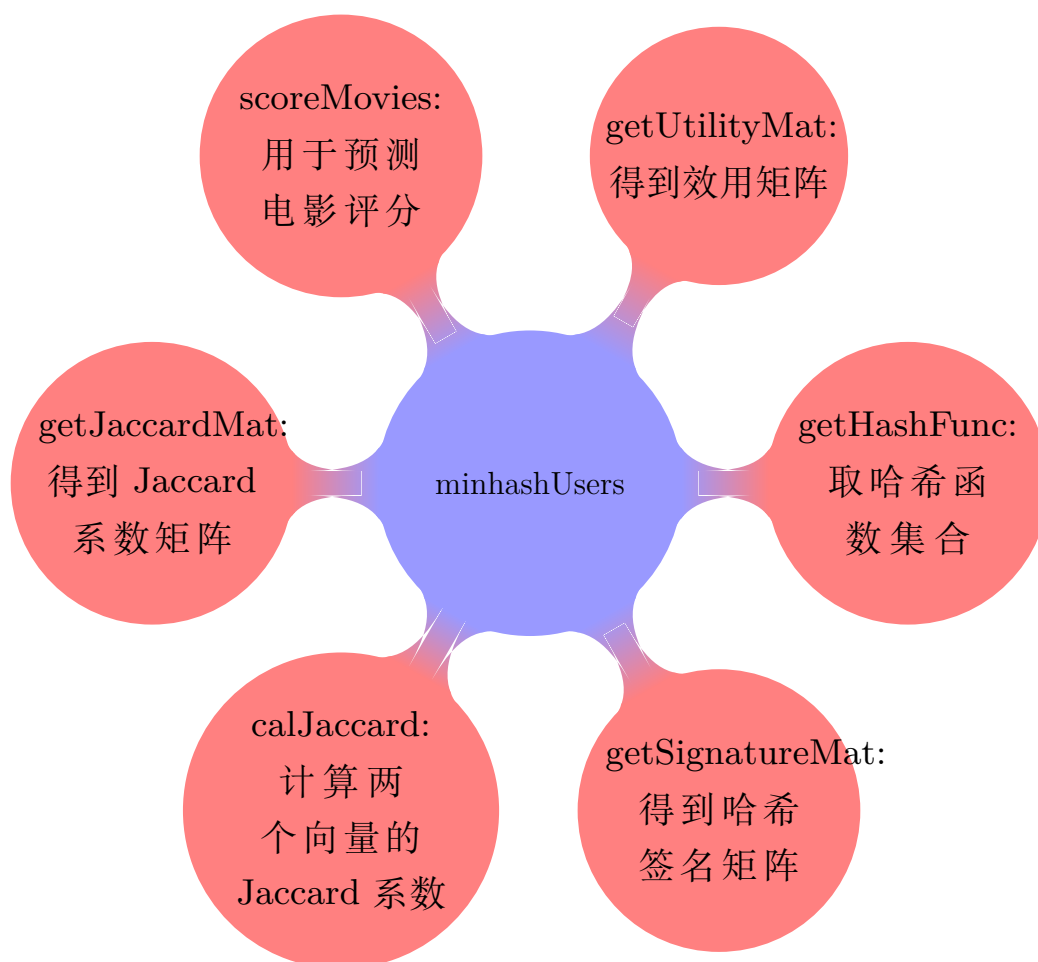 scoreMovies:
用于预测
电影评分
getUtilityMat:
得到效用矩阵
getJaccardMat:
得到 Jaccard
系数矩阵
minhashUsers
getHashFunc:
取哈希函
数集合
calJaccard:
计算两
个向量的
Jaccard 系数
getSignatureMat:
得到哈希
签名矩阵